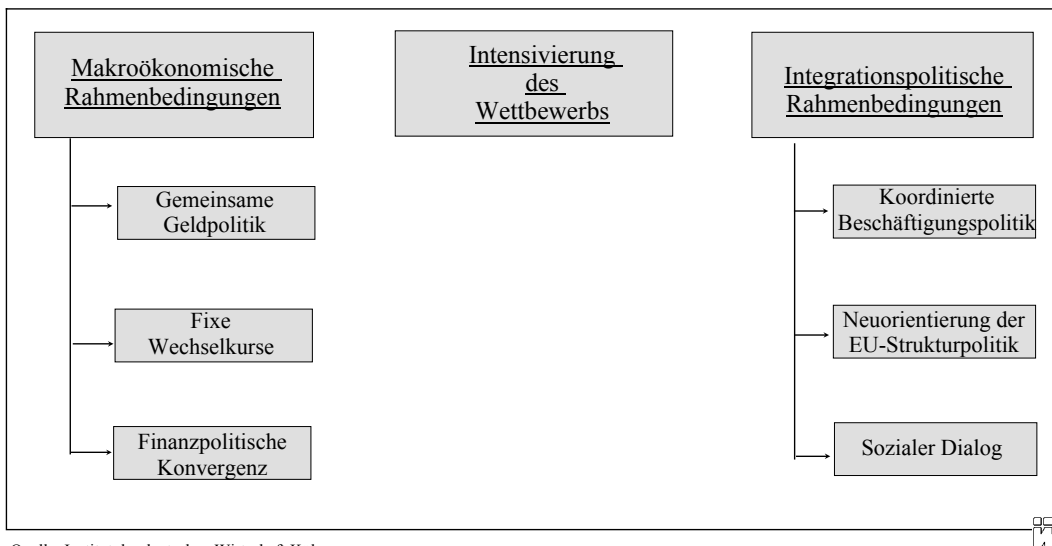 Makroökonomische
Rahmenbedingungen
Gemeinsame
Geldpolitik
Fixe
Wechselkurse
Finanzpolitische
Konvergenz
Intensivierung
des
Wettbewerbs
Integrationspolitische
Rahmenbedingungen
Koordinierte
Beschäftigungspolitik
Neuorientierung der
EU-Strukturpolitik
Sozialer Dialog